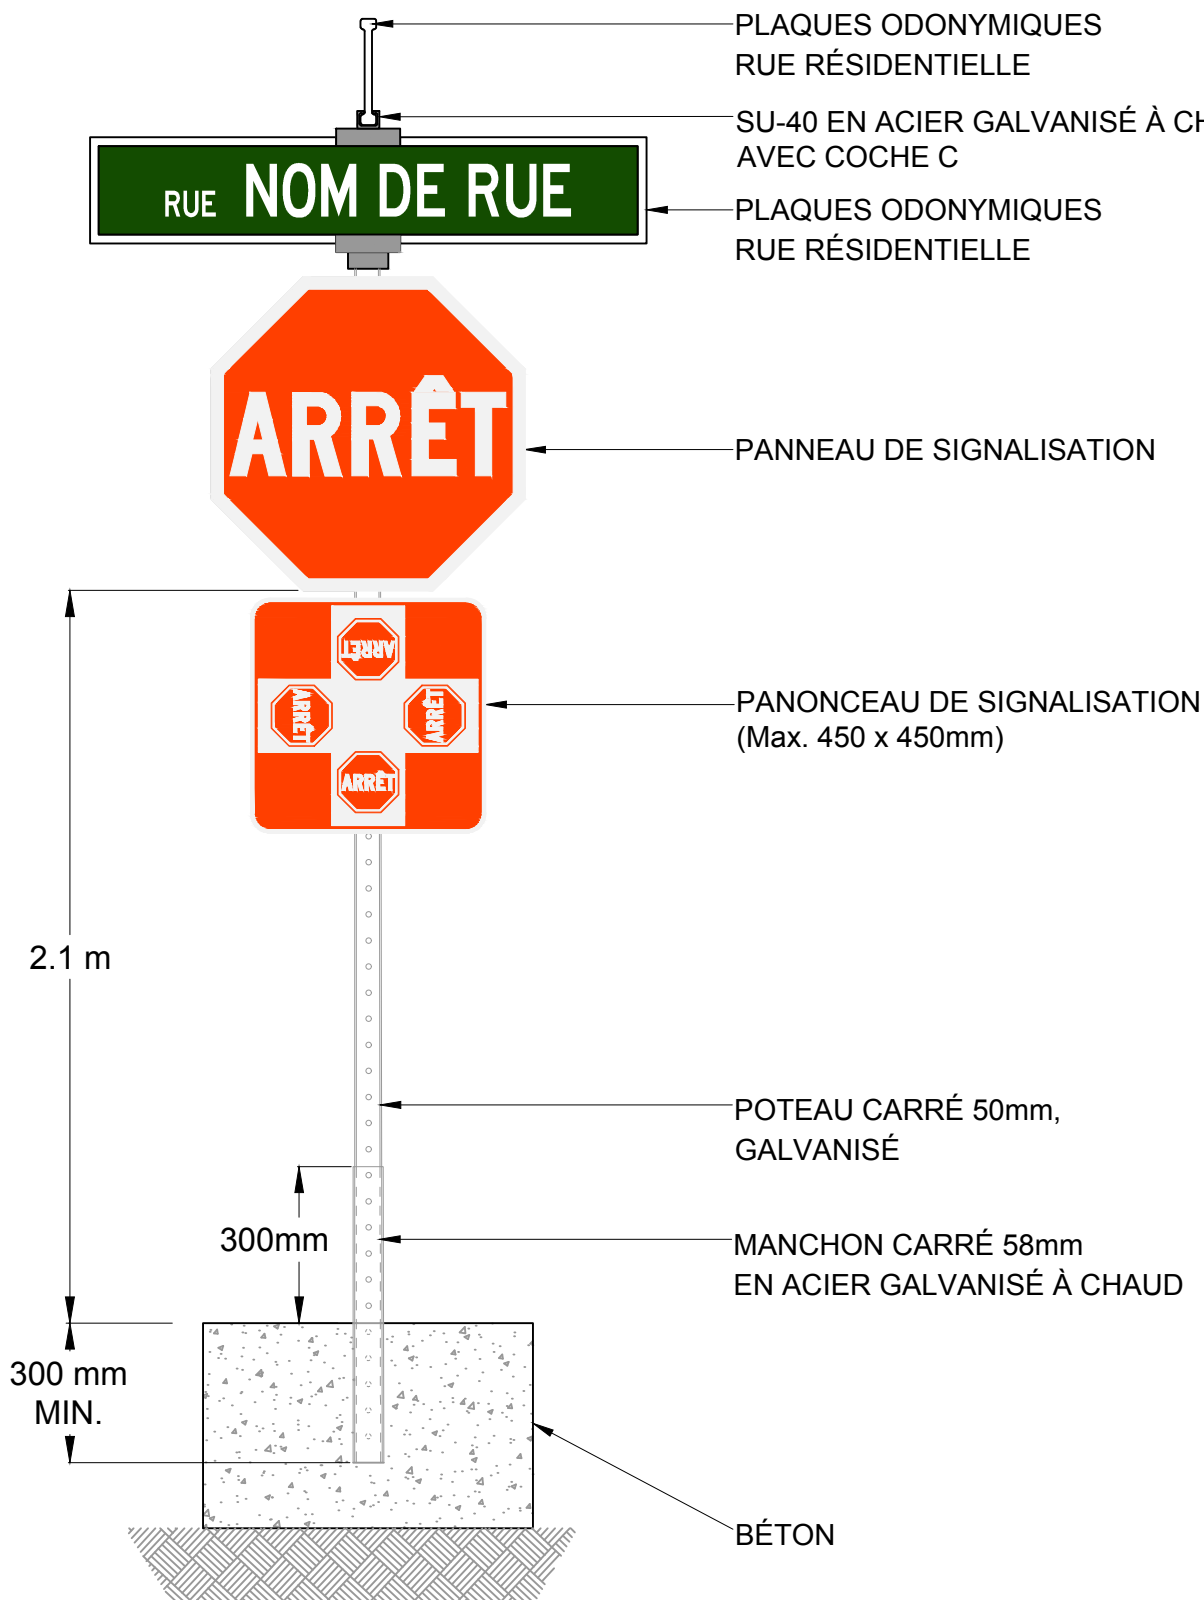 PLAQUES ODONYMIQUES
RUE RÉSIDENTIELLE
SU-40 EN ACIER GALVANISÉ À CH
AVEC COCHE C
RUE NOM DE RUE
PLAQUES ODONYMIQUES
RUE RÉSIDENTIELLE
ARRÊT
PANNEAU DE SIGNALISATION
ARRÊT
ARRÊT
ARRÊT
ARRÊT
PANONCEAU DE SIGNALISATION
(Max. 450 x 450mm)
2.1 m
POTEAU CARRÉ 50mm,
GALVANISÉ
300mm
MANCHON CARRÉ 58mm
EN ACIER GALVANISÉ À CHAUD
300 mm
MIN.
BÉTON